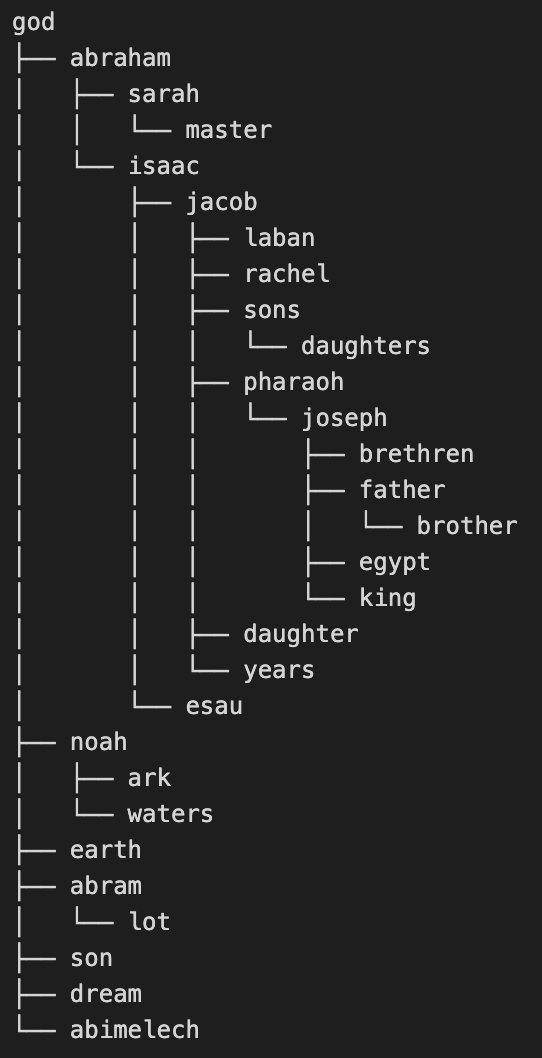 god
├── abraham
│   ├── sarah
│   │   └── master
│   └── isaac
│       ├── jacob
│       │   ├── laban
│       │   ├── rachel
│       │   ├── sons
│       │   │   └── daughters
│       │   ├── pharaoh
│       │   │   └── joseph
│       │   │       ├── brethren
│       │   │       ├── father
│       │   │       │   └── brother
│       │   │       ├── egypt
│       │   │       └── king
│       │   ├── daughter
│       │   └── years
│       └── esau
├── noah
│   ├── ark
│   └── waters
├── earth
├── abram
│   └── lot
├── son
├── dream
└── abimelech